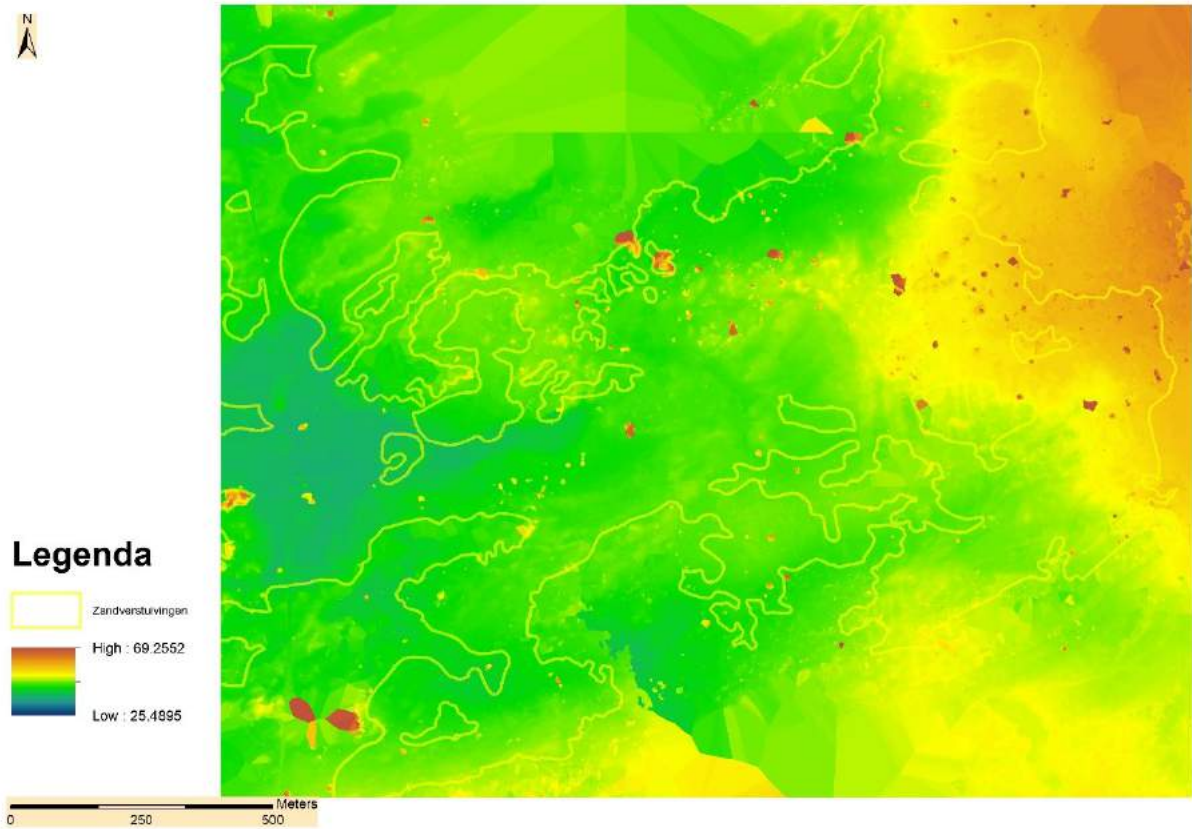 N
Legenda
Zandverstuivingen
High : 69.2552
Low : 25.4895
Meters
0 250 500